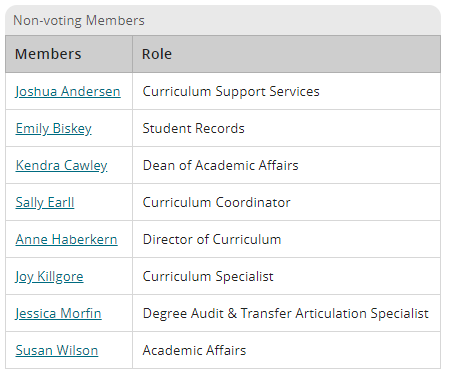 Non-voting Members
Members Role
Joshua Andersen Curriculum Support Services
Emily Biskey Student Records
Kendra Cawley Dean of Academic Affairs
Sally Earll Curriculum Coordinator
Anne Haberkern Director of Curriculum
Joy Killgore Curriculum Specialist
Jessica Morfin Degree Audit & Transfer Articulation Specialist
Susan Wilson Academic Affairs